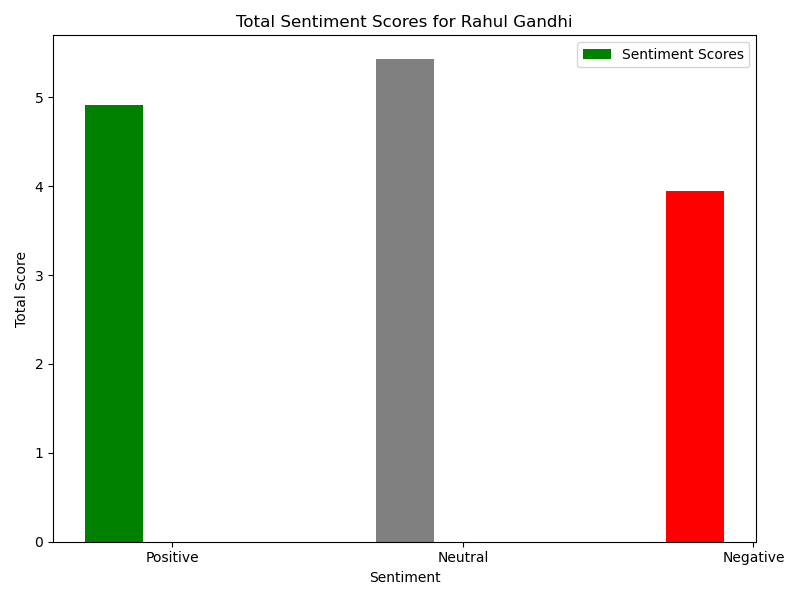 Total Sentiment Scores for Rahul Gandhi
Sentiment Scores
Total Score
5
4
3
2
1
0
Positive Neutral Negative
Sentiment